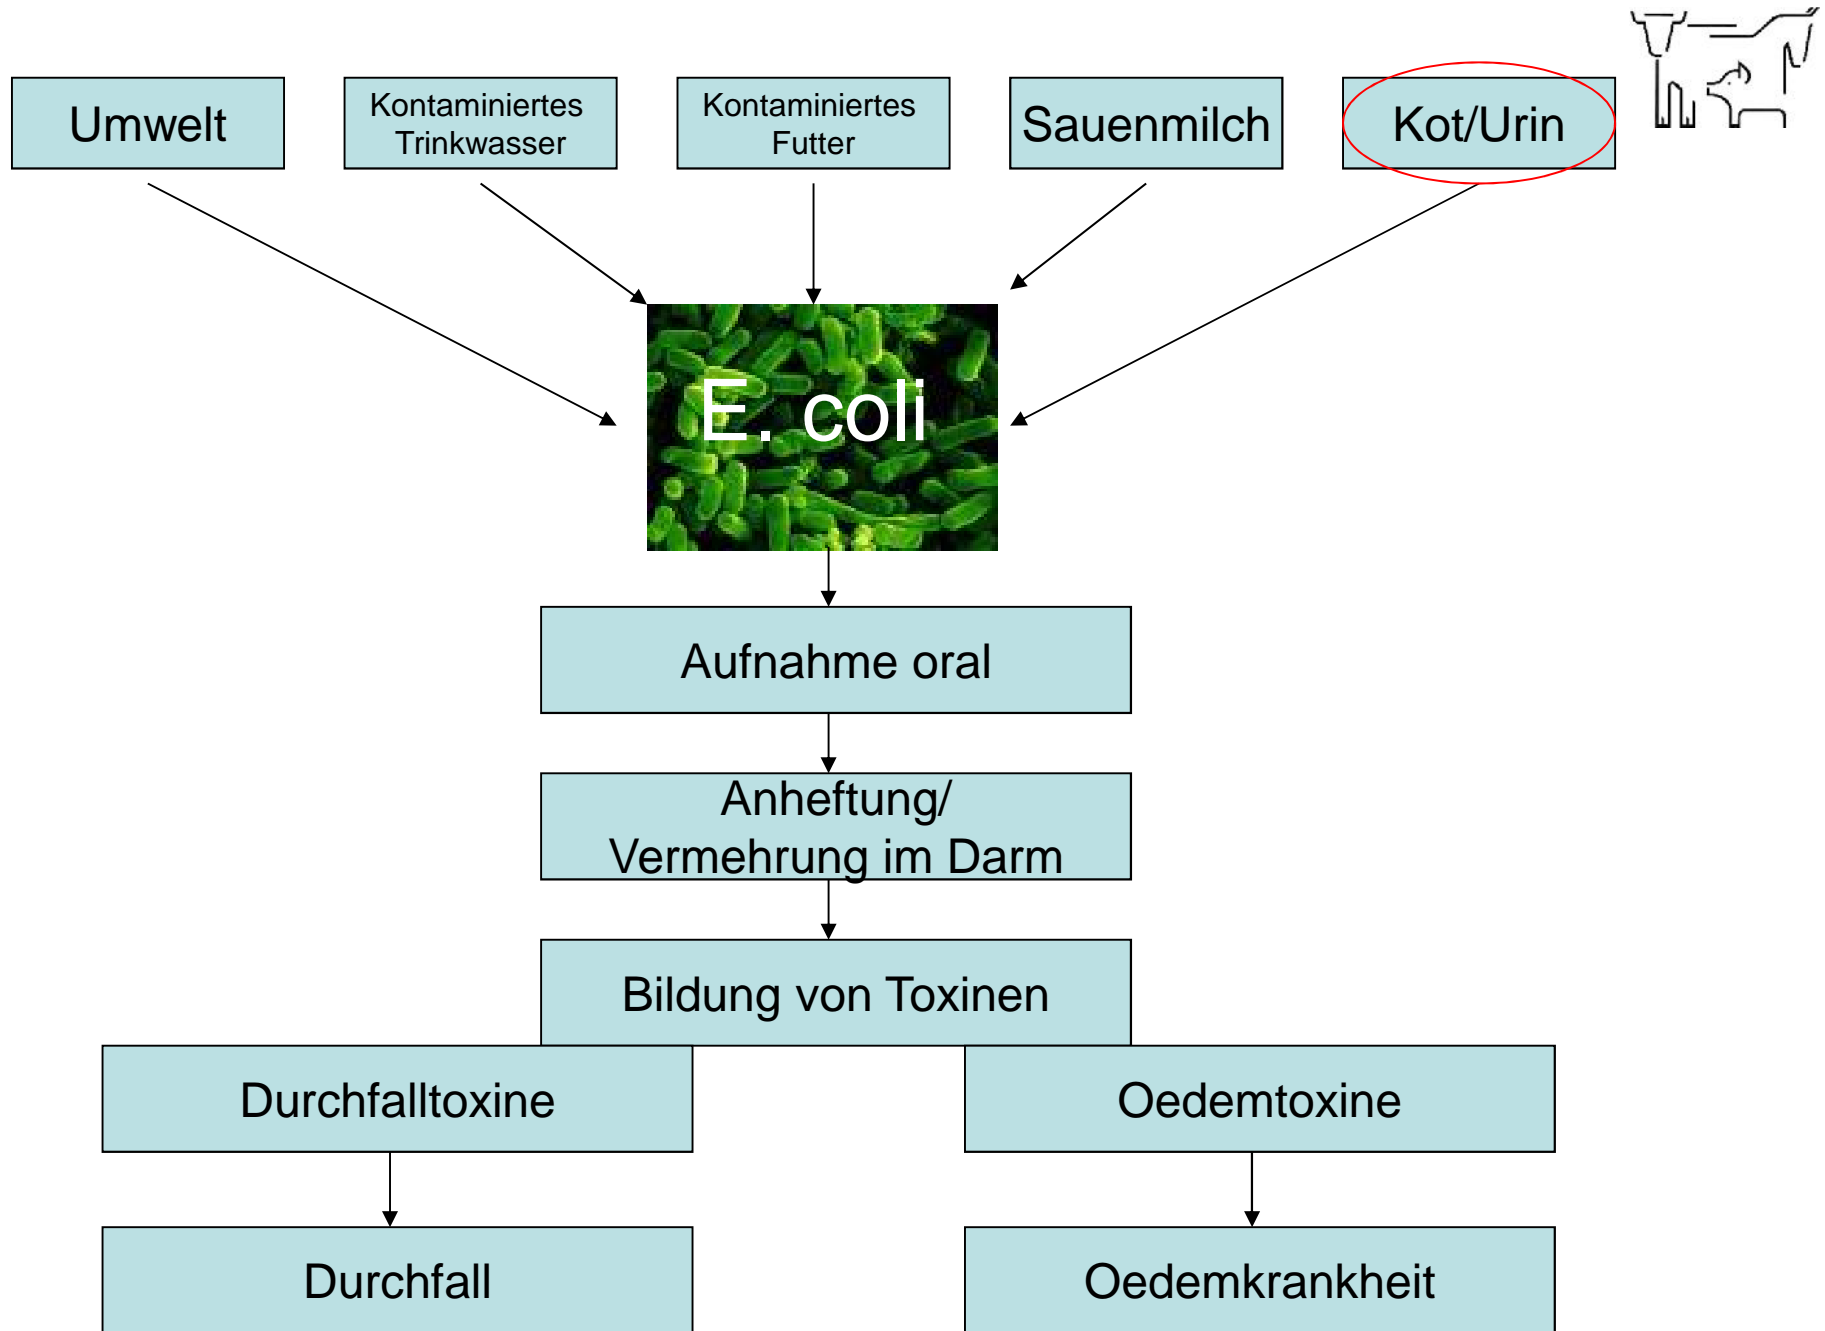 Umwelt
Kontaminiertes
Trinkwasser
Kontaminiertes
Futter
Sauenmilch
Kot/Urin
E. coli
Aufnahme oral
Anheftung/
Vermehrung im Darm
Bildung von Toxinen
Durchfalltoxine
Oedemtoxine
Durchfall
Oedemkrankheit